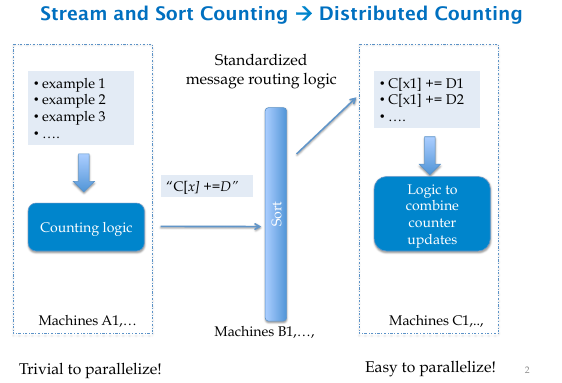 Stream and Sort Counting → Distributed Counting
• example 1
• example 2
• example 3
• ….
Counting logic
Machines A1,…
Trivial to parallelize!
Standardized
message routing logic
“C[x] +=D”
Sort
Machines B1,…,
• C[x1] += D1
• C[x1] += D2
• ….
Logic to
combine
counter
updates
Machines C1,..,
Easy to parallelize!
2